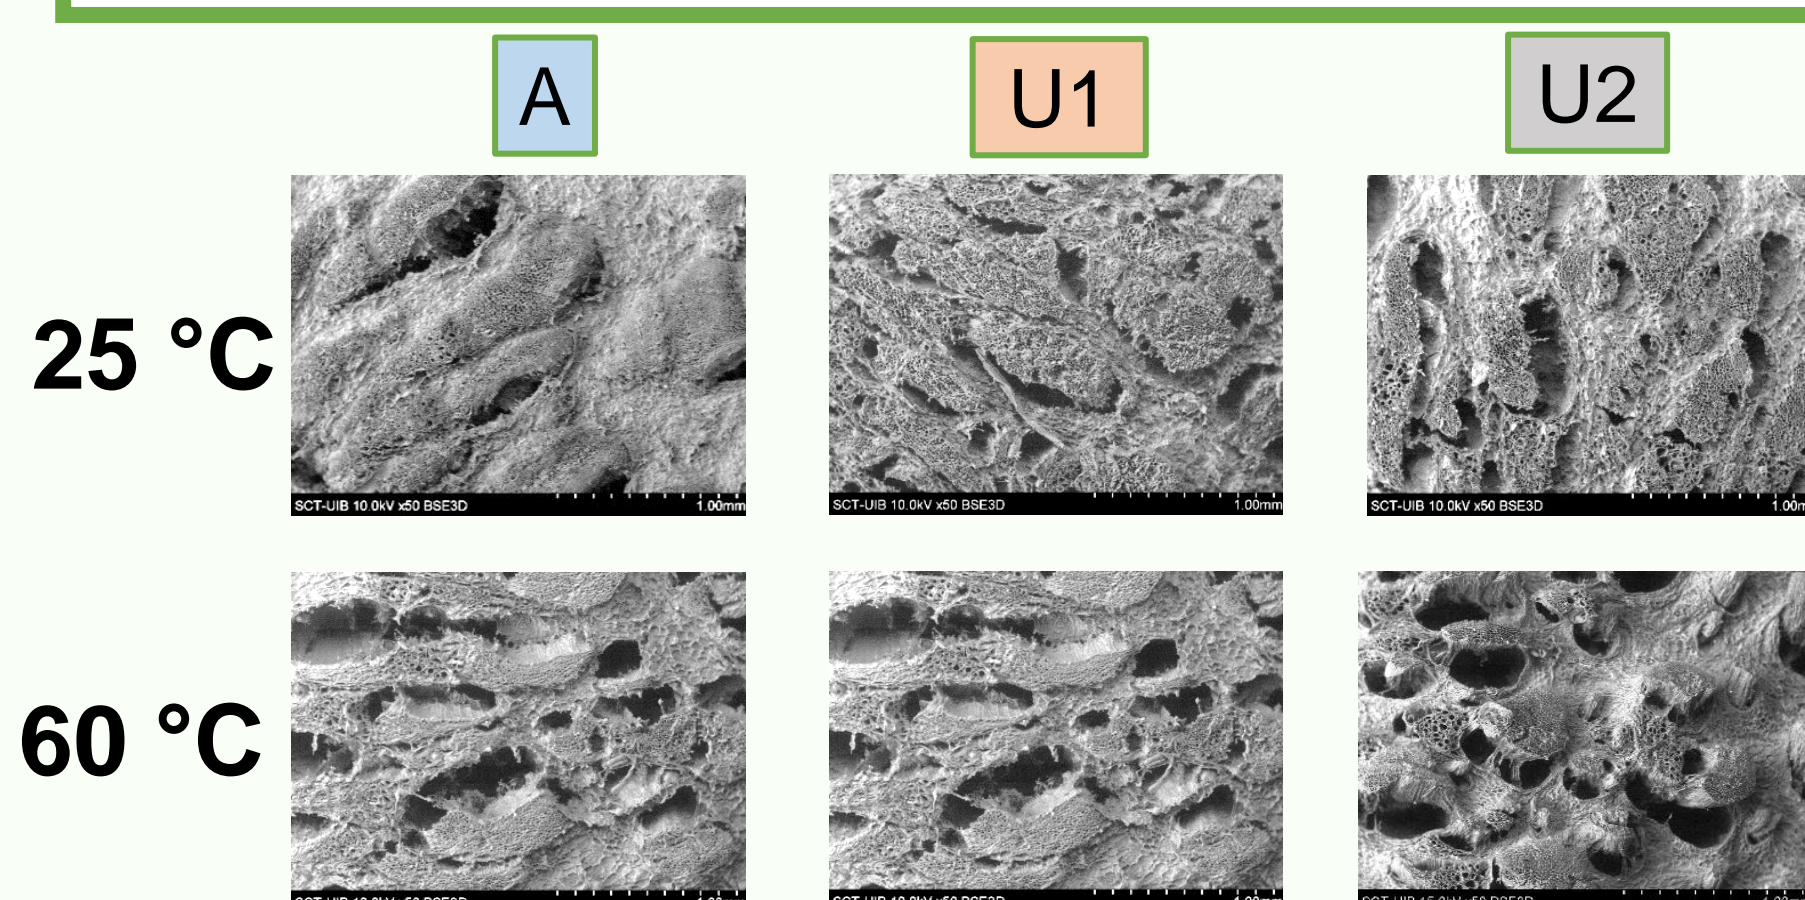 A
U1
U2
25 °C
SCT-UIB 10.0kV x50 BSE3D 1.00mm
SCT-UIB 10.0kV x50 BSE3D 1.00mm
SCT-UIB 10.0kV x50 BSE3D
60 °C